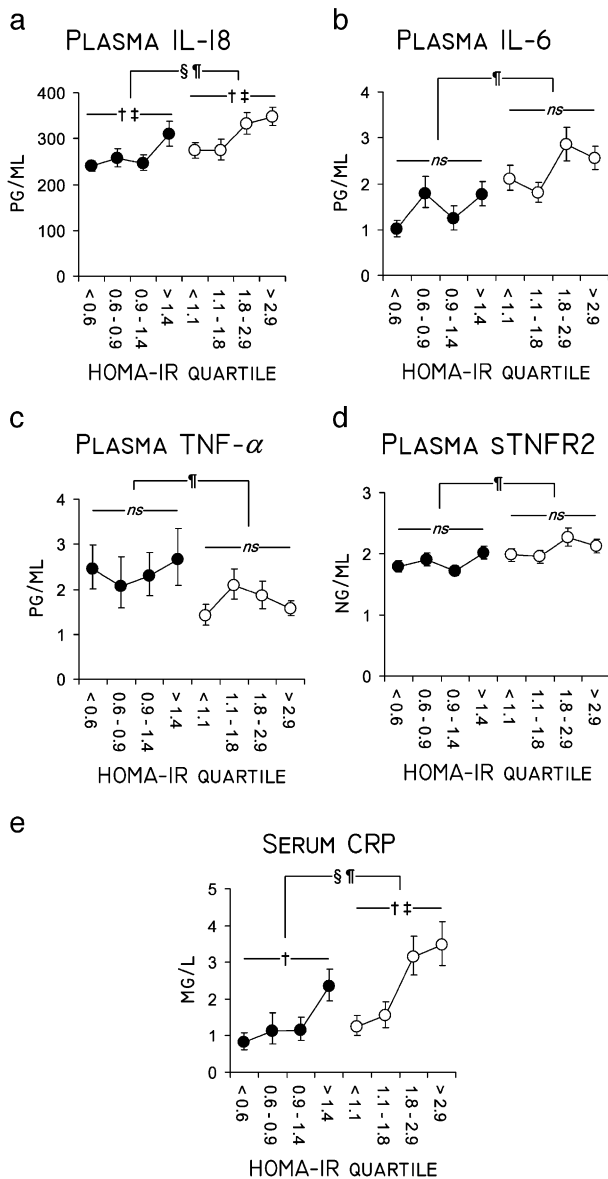 a
PLASMA IL-18
§ ¶
† ‡
† ‡
400
300
200
100
0
PG/ML
< 0.6
0.6 - 0.9
0.9 - 1.4
> 1.4
< 1.1
1.1 - 1.8
1.8 - 2.9
> 2.9
HOMA-IR QUARTILE
b
PLASMA IL-6
¶
ns
ns
4
3
2
1
0
PG/ML
< 0.6
0.6 - 0.9
0.9 - 1.4
> 1.4
< 1.1
1.1 - 1.8
1.8 - 2.9
> 2.9
HOMA-IR QUARTILE
c
PLASMA TNF-α
¶
ns
ns
4
3
2
1
0
PG/ML
< 0.6
0.6 - 0.9
0.9 - 1.4
> 1.4
< 1.1
1.1 - 1.8
1.8 - 2.9
> 2.9
HOMA-IR QUARTILE
d
PLASMA STNFR2
¶
ns
ns
3
2
1
0
NG/ML
< 0.6
0.6 - 0.9
0.9 - 1.4
> 1.4
< 1.1
1.1 - 1.8
1.8 - 2.9
> 2.9
HOMA-IR QUARTILE
e
SERUM CRP
§ ¶
†
† ‡
5
4
3
2
1
0
MG/L
< 0.6
0.6 - 0.9
0.9 - 1.4
> 1.4
< 1.1
1.1 - 1.8
1.8 - 2.9
> 2.9
HOMA-IR QUARTILE